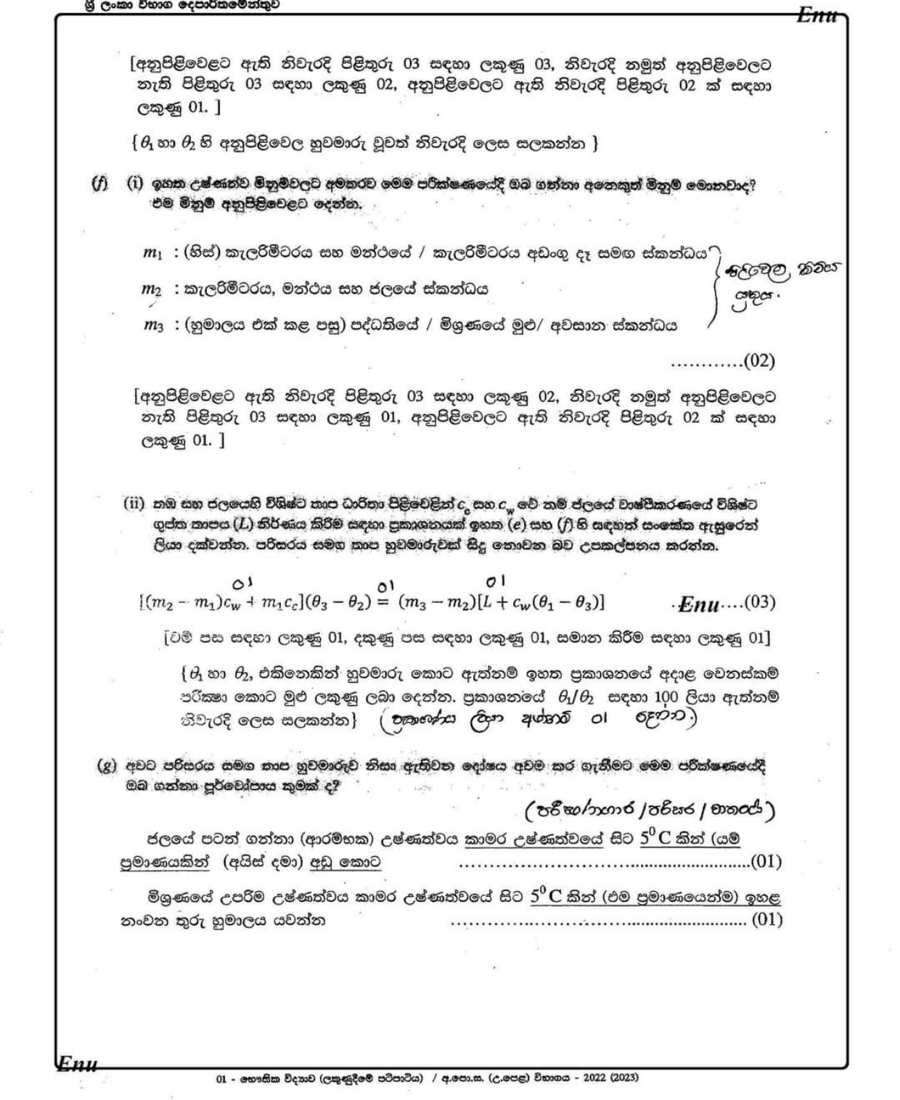 ශ්‍රී ලංකා විභාග දෙපාර්තමේන්තුව
Enu
[අනුපිළිවෙළට ඇති නිවැරදි පිළිතුරු 03 සඳහා ලකුණු 03, නිවැරදි නමුත් අනුපිළිවෙලට
නැති පිළිතුරු 03 සඳහා ලකුණු 02, අනුපිළිවෙලට ඇති නිවැරදි පිළිතුරු 02 ක් සඳහා
ලකුණු 01. ]
{ θ₁ හා θ₂ හි අනුපිළිවෙල හුවමාරු වූවත් නිවැරදි ලෙස සලකන්න }
(f) (i) ඉහත උෂ්ණත්ව මිනුම්වලට අමතරව මෙම පරීක්ෂණයේදී ඔබ ගන්නා අනෙකුත් මිනුම් මොනවාද?
එම මිනුම් අනුපිළිවෙළට දෙන්න.
m₁ : (හිස්) කැලරිමීටරය සහ මන්ථයේ / කැලරිමීටරය අඩංගු දෑ සමඟ ස්කන්ධය
m₂ : කැලරිමීටරය, මන්ථය සහ ජලයේ ස්කන්ධය
m₃ : (හුමාලය එක් කළ පසු) පද්ධතියේ / මිශ්‍රණයේ මුළු/ අවසාන ස්කන්ධය
............(02)
[අනුපිළිවෙළට ඇති නිවැරදි පිළිතුරු 03 සඳහා ලකුණු 02, නිවැරදි නමුත් අනුපිළිවෙලට
නැති පිළිතුරු 03 සඳහා ලකුණු 01, අනුපිළිවෙලට ඇති නිවැරදි පිළිතුරු 02 ක් සඳහා
ලකුණු 01. ]
(ii) තඹ සහ ජලයෙහි විශිෂ්ට තාප ධාරිතා පිළිවෙළින් c꜀ සහ c_w වේ නම් ජලයේ වාෂ්පීකරණයේ විශිෂ්ට
ගුප්ත තාපය (L) නිර්ණය කිරීම සඳහා ප්‍රකාශනයක් ඉහත (e) සහ (f) හි සඳහන් සංකේත ඇසුරෙන්
ලියා දක්වන්න. පරිසරය සමග තාප හුවමාරුවක් සිදු නොවන බව උපකල්පනය කරන්න.
01 01 01
[(m₂ − m₁)c_w + m₁c꜀](θ₃ − θ₂) = (m₃ − m₂)[L + c_w(θ₁ − θ₃)] .Enu....(03)
[වම් පස සඳහා ලකුණු 01, දකුණු පස සඳහා ලකුණු 01, සමාන කිරීම සඳහා ලකුණු 01]
{ θ₁ හා θ₂, එකිනෙකින් හුවමාරු කොට ඇත්නම් ඉහත ප්‍රකාශනයේ අදාළ වෙනස්කම්
පරීක්ෂා කොට මුළු ලකුණු ලබා දෙන්න. ප්‍රකාශනයේ θ₁/θ₂ සඳහා 100 ලියා ඇත්නම්
නිවැරදි ලෙස සලකන්න}
(g) අවට පරිසරය සමග තාප හුවමාරුව නිසා ඇතිවන දෝෂය අවම කර ගැනීමට මෙම පරීක්ෂණයේදී
ඔබ ගන්නා පූර්වෝපාය කුමක් ද?
ජලයේ පටන් ගන්නා (ආරම්භක) උෂ්ණත්වය කාමර උෂ්ණත්වයේ සිට 5⁰ C කින් (යම්
ප්‍රමාණයකින් (අයිස් දමා) අඩු කොට ..................................................(01)
මිශ්‍රණයේ උපරිම උෂ්ණත්වය කාමර උෂ්ණත්වයේ සිට 5⁰ C කින් (එම ප්‍රමාණයෙන්ම) ඉහළ
නංවන තුරු හුමාලය යවන්න .................................................... (01)
Enu
01 - භෞතික විද්‍යාව (ලකුණුදීමේ පටිපාටිය) / අ.පො.ස. (උ.පෙළ) විභාගය - 2022 (2023)